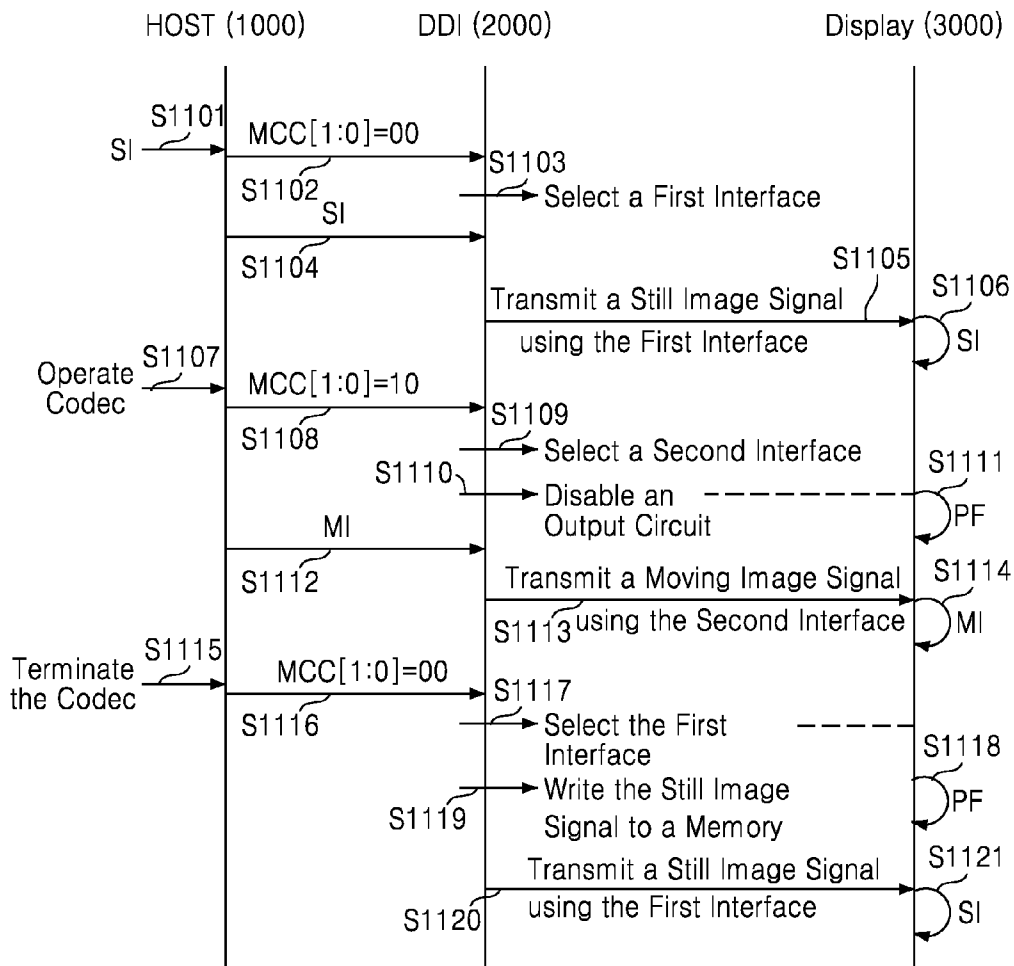 HOST (1000)
DDI (2000)
Display (3000)
S1101
SI
MCC[1:0]=00
S1102
S1103
Select a First Interface
SI
S1104
S1105
Transmit a Still Image Signal
using the First Interface
S1106
SI
S1107
Operate
Codec
MCC[1:0]=10
S1108
S1109
Select a Second Interface
S1110
Disable an
Output Circuit
S1111
PF
MI
S1112
Transmit a Moving Image Signal
using the Second Interface
S1113
S1114
MI
S1115
Terminate
the Codec
MCC[1:0]=00
S1116
S1117
Select the First
Interface
S1118
PF
S1119
Write the Still Image
Signal to a Memory
Transmit a Still Image Signal
using the First Interface
S1120
S1121
SI